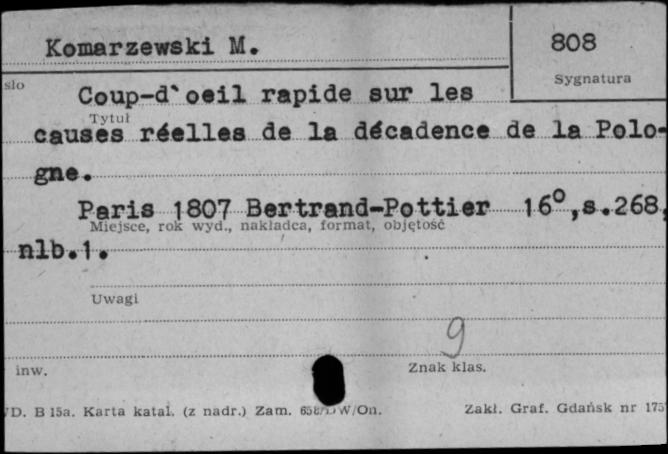 Komarzewski M.
808
Sygnatura
sło
Coup-d`oeil rapide sur les
Tytuł
causes réelles de la décadence de la Polo-
gne.
Paris 1807 Bertrand-Pottier 16°,s.268,
Miejsce, rok wyd., nakładca, format, objętość
nlb.1.
Uwagi
9
inw.
Znak klas.
D. B 15a. Karta katal. (z nadr.) Zam.
Zakł. Graf. Gdańsk nr 175